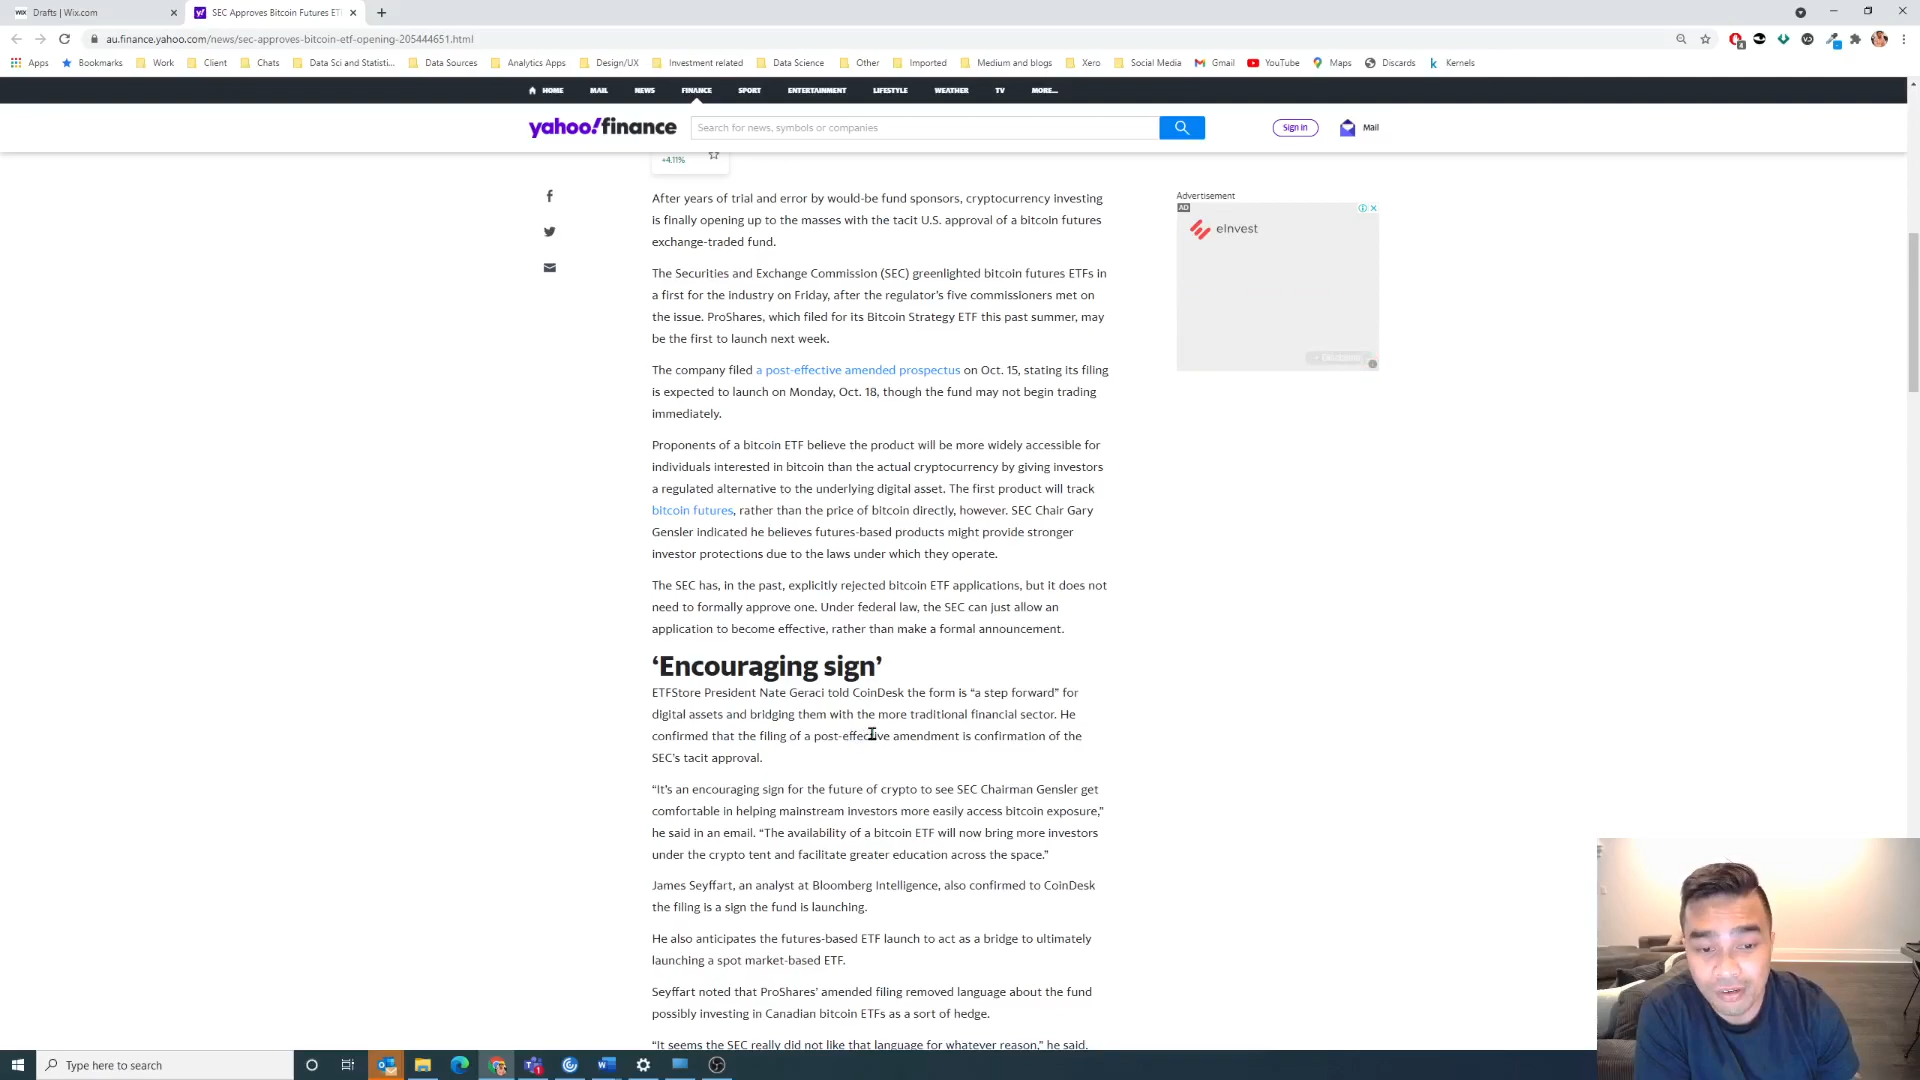 WiX Drafts | Wix.com
SEC Approves Bitcoin Futures ETF
au.finance.yahoo.com/news/sec-approves-bitcoin-etf-opening-205444651.html
Apps Bookmarks Work Client Chats Data Sci and Statisti... Data Sources Analytics Apps Design/UX Investment related Data Science Other Imported Medium and blogs Xero Social Media Gmail YouTube Maps Discards Kernels
HOME MAIL NEWS FINANCE SPORT ENTERTAINMENT LIFESTYLE WEATHER TV MORE...
yahoo!finance Search for news, symbols or companies Sign in Mail
+4.11%
After years of trial and error by would-be fund sponsors, cryptocurrency investing
is finally opening up to the masses with the tacit U.S. approval of a bitcoin futures
exchange-traded fund.
The Securities and Exchange Commission (SEC) greenlighted bitcoin futures ETFs in
a first for the industry on Friday, after the regulator's five commissioners met on
the issue. ProShares, which filed for its Bitcoin Strategy ETF this past summer, may
be the first to launch next week.
The company filed a post-effective amended prospectus on Oct. 15, stating its filing
is expected to launch on Monday, Oct. 18, though the fund may not begin trading
immediately.
Proponents of a bitcoin ETF believe the product will be more widely accessible for
individuals interested in bitcoin than the actual cryptocurrency by giving investors
a regulated alternative to the underlying digital asset. The first product will track
bitcoin futures, rather than the price of bitcoin directly, however. SEC Chair Gary
Gensler indicated he believes futures-based products might provide stronger
investor protections due to the laws under which they operate.
The SEC has, in the past, explicitly rejected bitcoin ETF applications, but it does not
need to formally approve one. Under federal law, the SEC can just allow an
application to become effective, rather than make a formal announcement.
‘Encouraging sign’
ETFStore President Nate Geraci told CoinDesk the form is “a step forward” for
digital assets and bridging them with the more traditional financial sector. He
confirmed that the filing of a post-effective amendment is confirmation of the
SEC's tacit approval.
“It's an encouraging sign for the future of crypto to see SEC Chairman Gensler get
comfortable in helping mainstream investors more easily access bitcoin exposure,”
he said in an email. “The availability of a bitcoin ETF will now bring more investors
under the crypto tent and facilitate greater education across the space.”
James Seyffart, an analyst at Bloomberg Intelligence, also confirmed to CoinDesk
the filing is a sign the fund is launching.
He also anticipates the futures-based ETF launch to act as a bridge to ultimately
launching a spot market-based ETF.
Seyffart noted that ProShares' amended filing removed language about the fund
possibly investing in Canadian bitcoin ETFs as a sort of hedge.
“It seems the SEC really did not like that language for whatever reason,” he said.
Advertisement
AD
eInvest
+ Disclaimer
Type here to search